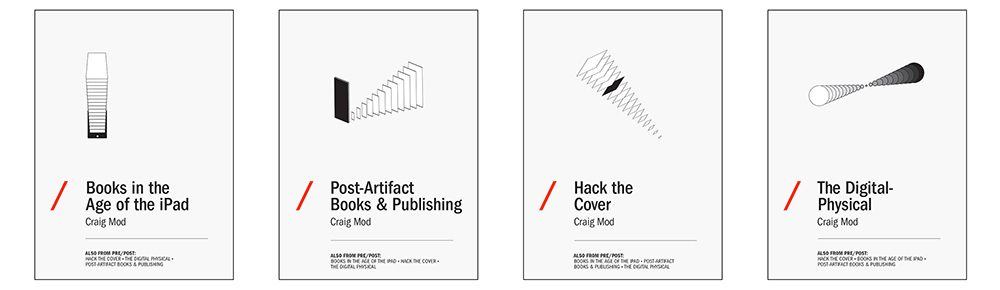 Books in the
Age of the iPad
Craig Mod
ALSO FROM PRE/POST:
HACK THE COVER • THE DIGITAL PHYSICAL •
POST-ARTIFACT BOOKS & PUBLISHING
Post-Artifact
Books & Publishing
Craig Mod
ALSO FROM PRE/POST:
BOOKS IN THE AGE OF THE IPAD • HACK THE COVER •
THE DIGITAL PHYSICAL
Hack the
Cover
Craig Mod
ALSO FROM PRE/POST:
BOOKS IN THE AGE OF THE IPAD • POST-ARTIFACT
BOOKS & PUBLISHING • THE DIGITAL PHYSICAL
The Digital-
Physical
Craig Mod
ALSO FROM PRE/POST:
HACK THE COVER • BOOKS IN THE AGE OF THE IPAD •
POST-ARTIFACT BOOKS & PUBLISHING